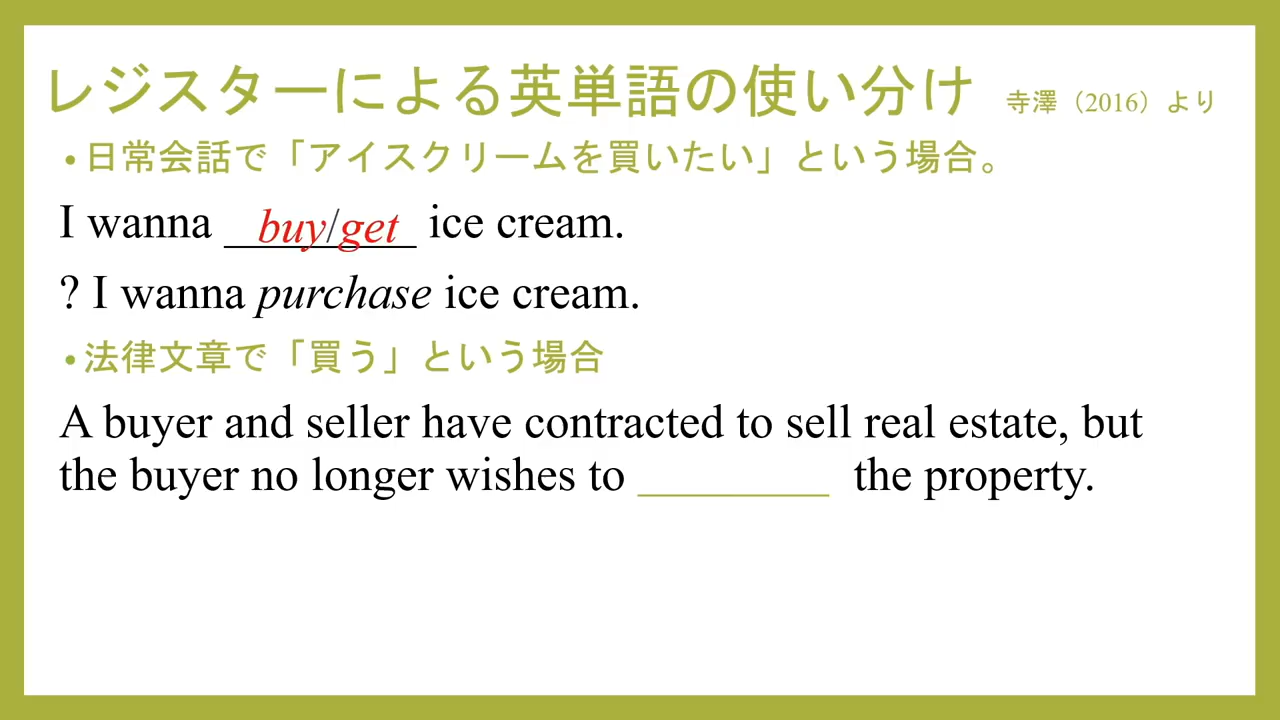 レジスターによる英単語の使い分け 寺澤（2016）より
•日常会話で「アイスクリームを買いたい」という場合。
I wanna buy/get ice cream.
? I wanna purchase ice cream.
•法律文章で「買う」という場合
A buyer and seller have contracted to sell real estate, but
the buyer no longer wishes to ________ the property.